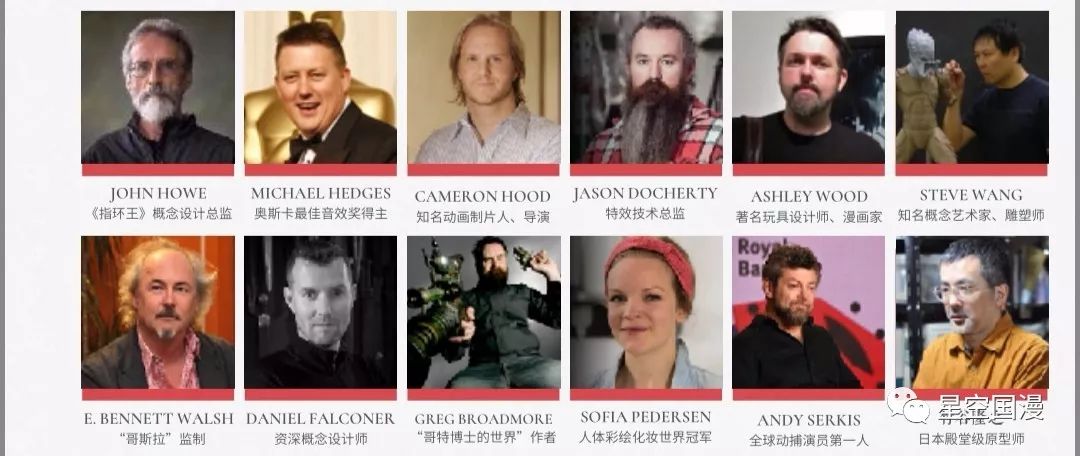 JOHN HOWE
《指环王》概念设计总监
MICHAEL HEDGES
奥斯卡最佳音效奖得主
CAMERON HOOD
知名动画制片人、导演
JASON DOCHERTY
特效技术总监
ASHLEY WOOD
著名玩具设计师、漫画家
STEVE WANG
知名概念艺术家、雕塑师
Royal
Ba
E. BENNETT WALSH
“哥斯拉”监制
DANIEL FALCONER
资深概念设计师
GREG BROADMORE
“哥特博士的世界”作者
SOFIA PEDERSEN
人体彩绘化妆世界冠军
ANDY SERKIS
全球动捕演员第一人
日本殿堂级原型师
星空国漫